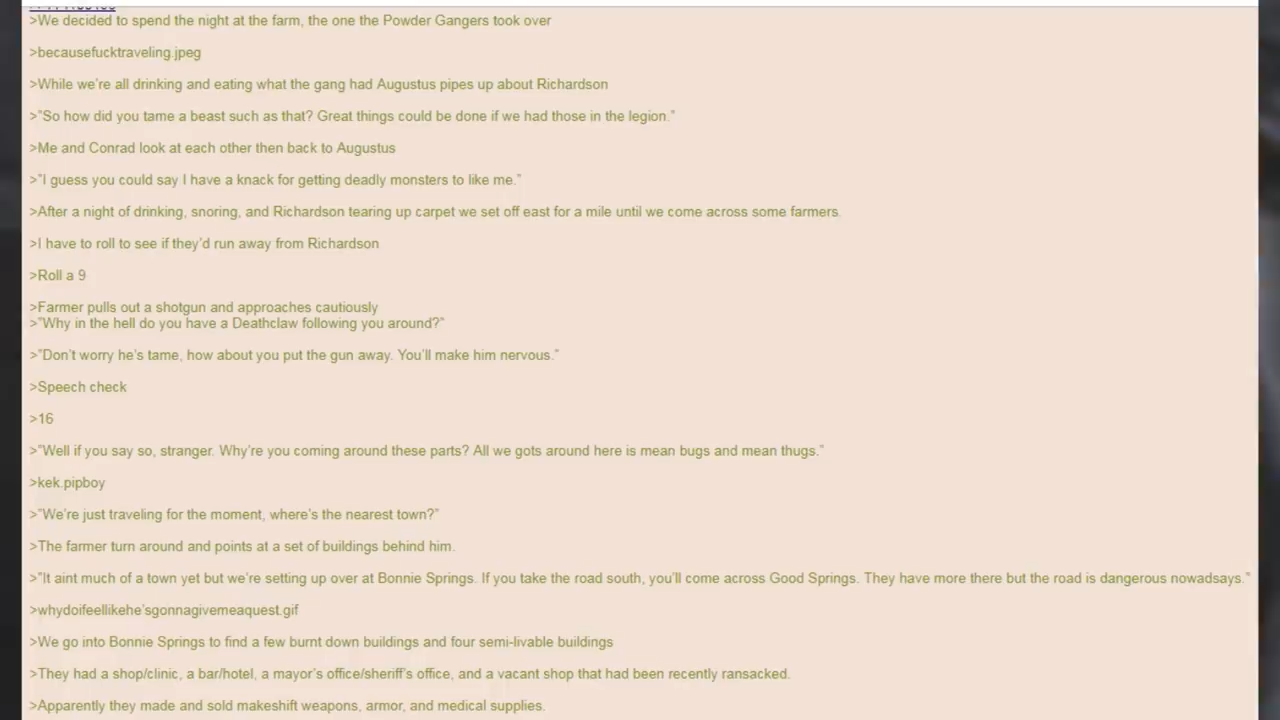 >We decided to spend the night at the farm, the one the Powder Gangers took over
>becausefucktraveling.jpeg
>While we're all drinking and eating what the gang had Augustus pipes up about Richardson
>"So how did you tame a beast such as that? Great things could be done if we had those in the legion."
>Me and Conrad look at each other then back to Augustus
>"I guess you could say I have a knack for getting deadly monsters to like me."
>After a night of drinking, snoring, and Richardson tearing up carpet we set off east for a mile until we come across some farmers.
>I have to roll to see if they'd run away from Richardson
>Roll a 9
>Farmer pulls out a shotgun and approaches cautiously
>"Why in the hell do you have a Deathclaw following you around?"
>"Don't worry he's tame, how about you put the gun away. You'll make him nervous."
>Speech check
>16
>"Well if you say so, stranger. Why're you coming around these parts? All we gots around here is mean bugs and mean thugs."
>kek.pipboy
>"We're just traveling for the moment, where's the nearest town?"
>The farmer turn around and points at a set of buildings behind him.
>"It aint much of a town yet but we're setting up over at Bonnie Springs. If you take the road south, you'll come across Good Springs. They have more there but the road is dangerous nowadsays."
>whydoifeellikehe'sgonnagivemeaquest.gif
>We go into Bonnie Springs to find a few burnt down buildings and four semi-livable buildings
>They had a shop/clinic, a bar/hotel, a mayor's office/sheriff's office, and a vacant shop that had been recently ransacked.
>Apparently they made and sold makeshift weapons, armor, and medical supplies.